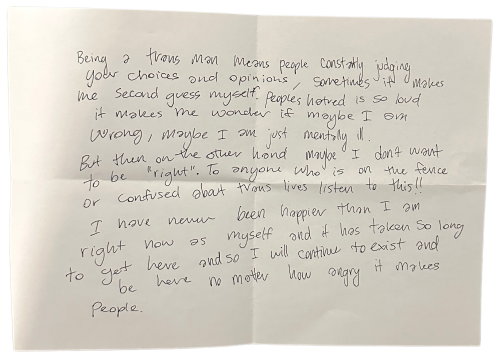 Being a trans man means people constatly judging
your choices and opinions, sometimes it makes
me second guess myself. Peoples hatred is so loud
it makes me wonder if maybe I am
wrong, maybe I am just mentally ill.
But then on the other hand maybe I don't want
to be "right". To anyone who is on the fence
or confused about trans lives listen to this!!
I have never been happier than I am
right now as myself and it has taken so long
to get here and so I will continue to exist and
be here no matter how angry it makes
people.